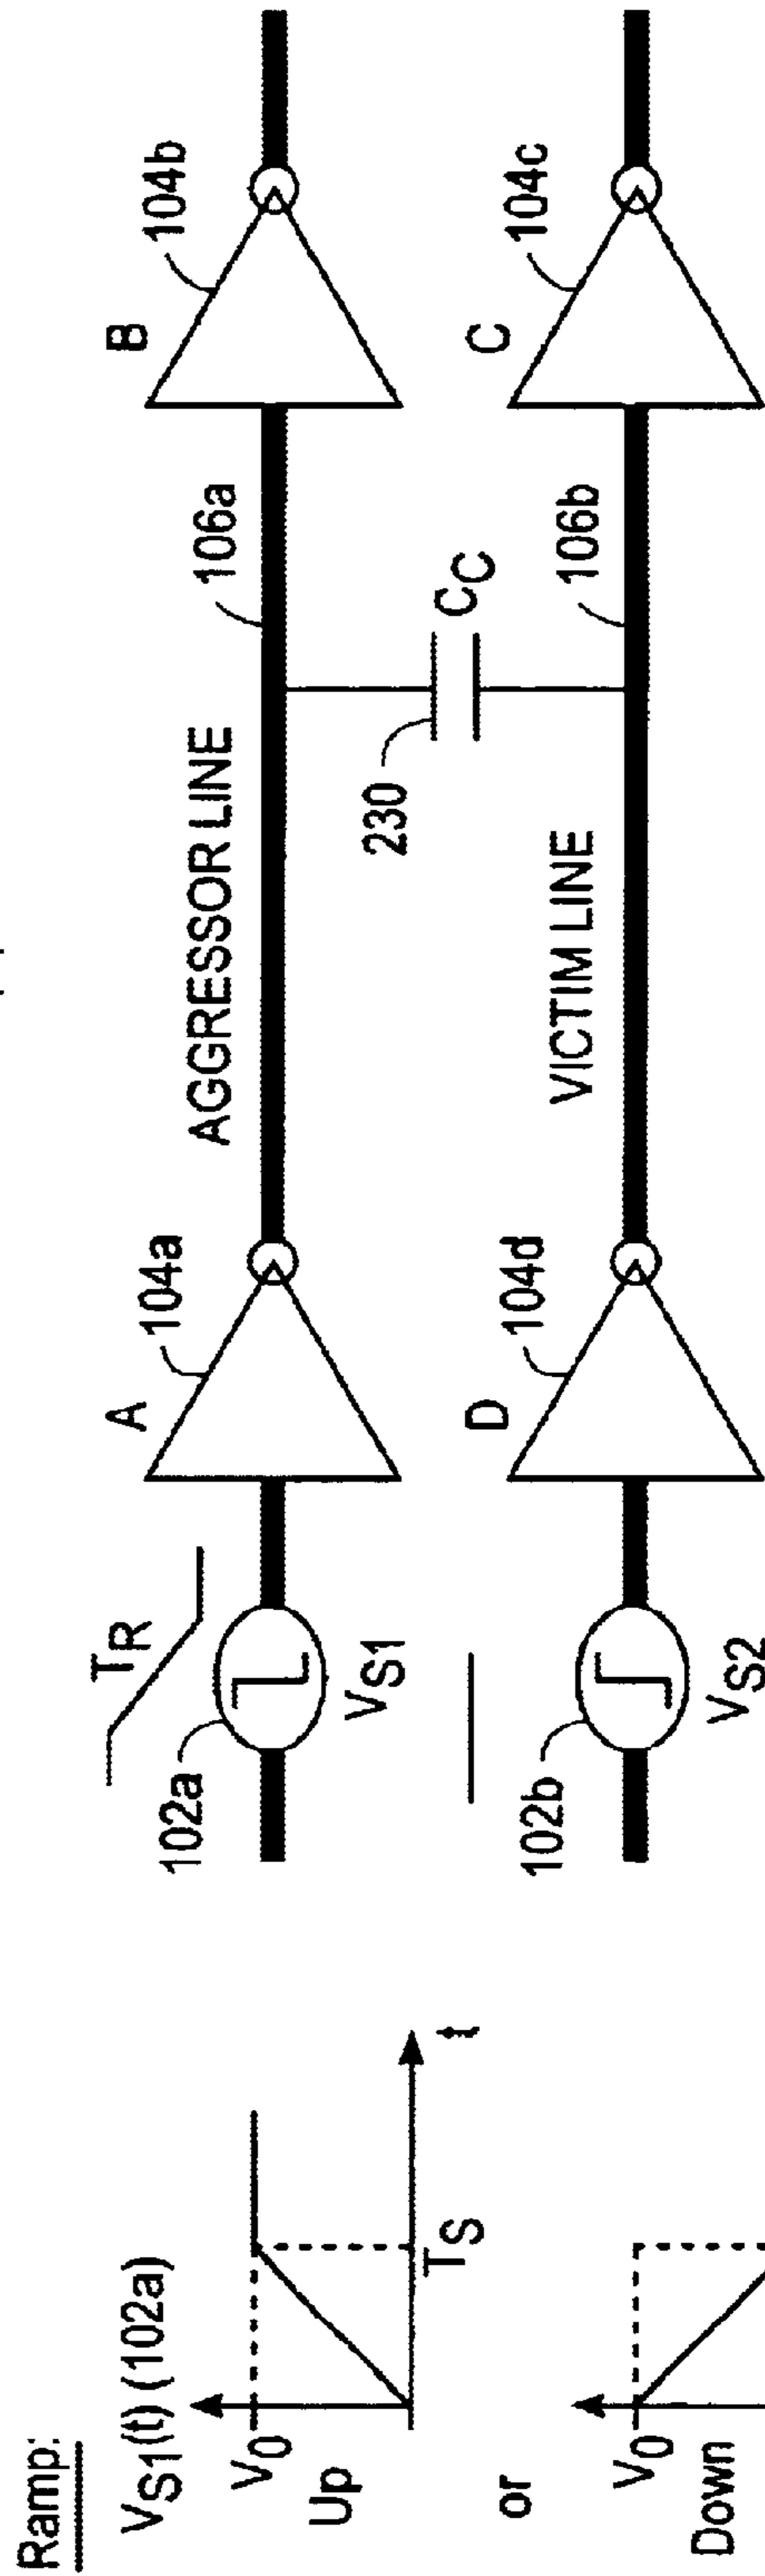 Ramp:
VS1(t) (102a)
V0
Up
TS
t
or
V0
Down
TR
102a
VS1
A
104a
AGGRESSOR LINE
106a
B
104b
230
CC
102b
VS2
D
104d
VICTIM LINE
106b
C
104c